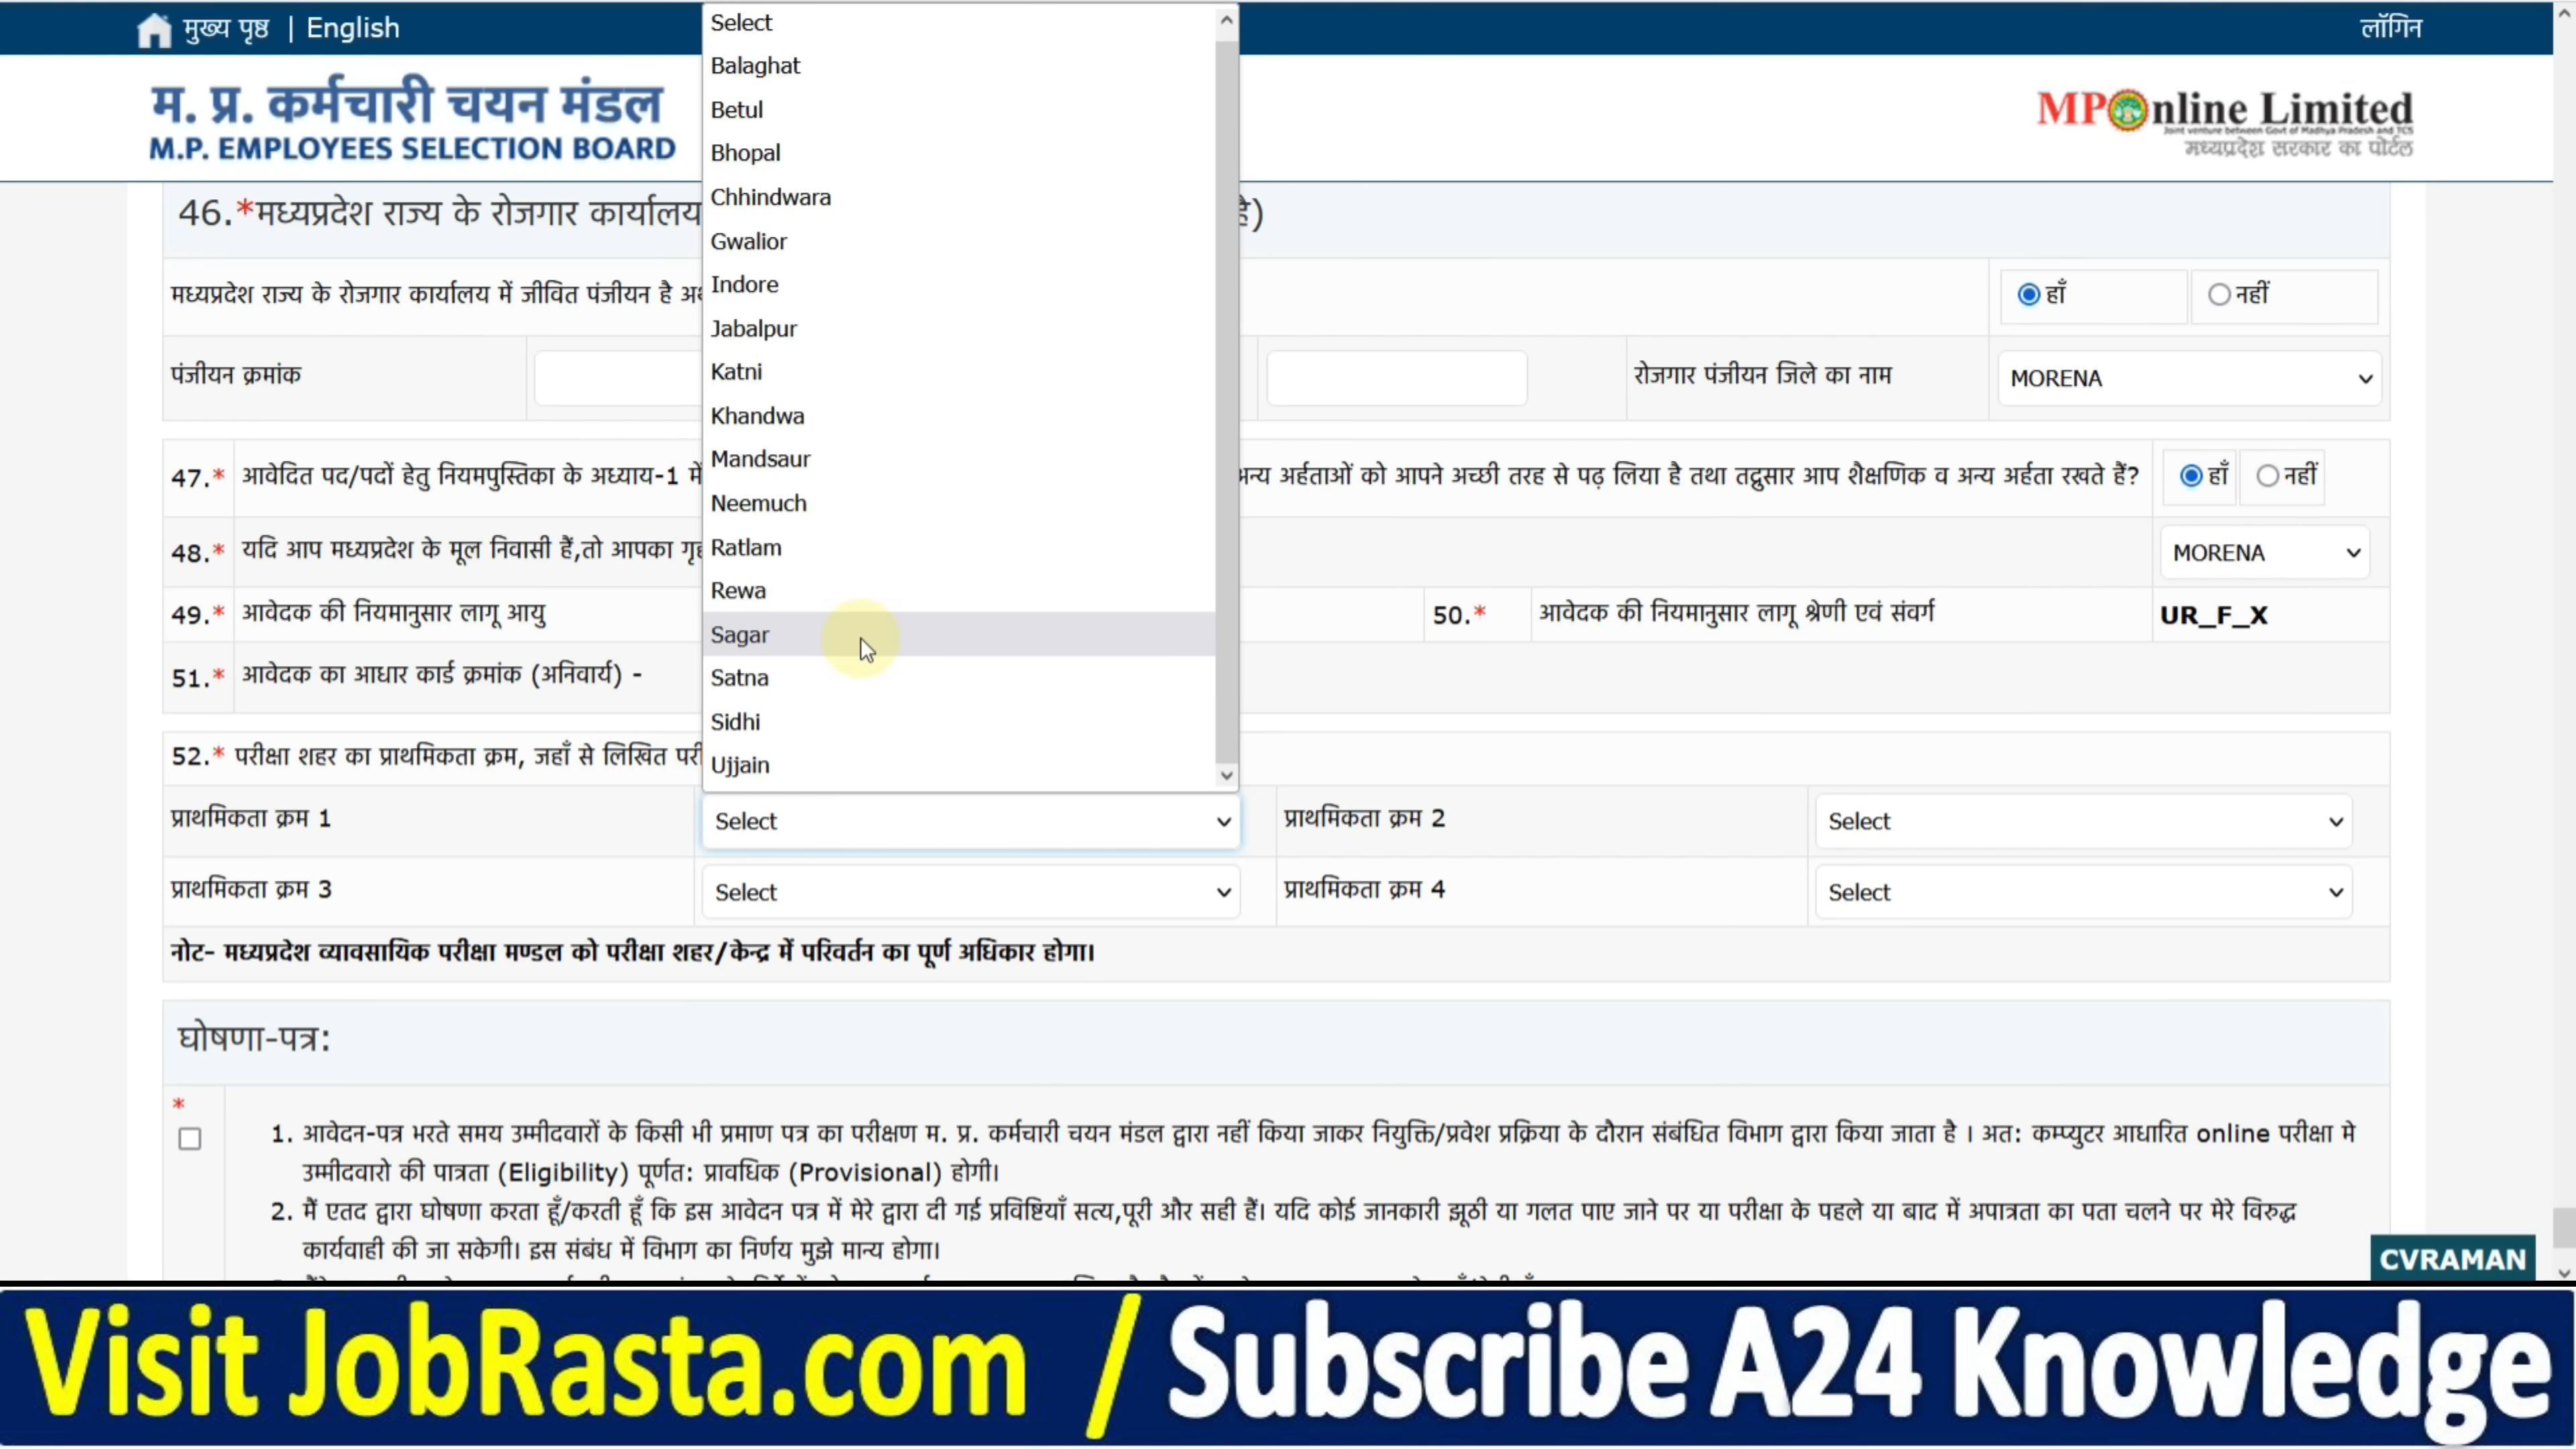 मुख्य पृष्ठ | English
लॉगिन
म. प्र. कर्मचारी चयन मंडल
M.P. EMPLOYEES SELECTION BOARD
MPOnline Limited
Joint venture between Govt of Madhya Pradesh and TCS
मध्यप्रदेश सरकार का पोर्टल
Select
Balaghat
Betul
Bhopal
Chhindwara
Gwalior
Indore
Jabalpur
Katni
Khandwa
Mandsaur
Neemuch
Ratlam
Rewa
Sagar
Satna
Sidhi
Ujjain
46.*मध्यप्रदेश राज्य के रोजगार कार्यालय
है)
मध्यप्रदेश राज्य के रोजगार कार्यालय में जीवित पंजीयन है
हाँ नहीं
पंजीयन क्रमांक
रोजगार पंजीयन जिले का नाम MORENA
47.* आवेदित पद/पदों हेतु नियमपुस्तिका के अध्याय-1 में
अन्य अर्हताओं को आपने अच्छी तरह से पढ़ लिया है तथा तद्नुसार आप शैक्षणिक व अन्य अर्हता रखते हैं? हाँ नहीं
48.* यदि आप मध्यप्रदेश के मूल निवासी हैं,तो आपका
MORENA
49.* आवेदक की नियमानुसार लागू आयु
50.* आवेदक की नियमानुसार लागू श्रेणी एवं संवर्ग UR_F_X
51.* आवेदक का आधार कार्ड क्रमांक (अनिवार्य) -
52.* परीक्षा शहर का प्राथमिकता क्रम, जहाँ से लिखित
प्राथमिकता क्रम 1 Select प्राथमिकता क्रम 2 Select
प्राथमिकता क्रम 3 Select प्राथमिकता क्रम 4 Select
नोट- मध्यप्रदेश व्यावसायिक परीक्षा मण्डल को परीक्षा शहर/केन्द्र में परिवर्तन का पूर्ण अधिकार होगा।
घोषणा-पत्र:
*
1. आवेदन-पत्र भरते समय उम्मीदवारों के किसी भी प्रमाण पत्र का परीक्षण म. प्र. कर्मचारी चयन मंडल द्वारा नहीं किया जाकर नियुक्ति/प्रवेश प्रक्रिया के दौरान संबंधित विभाग द्वारा किया जाता है । अत: कम्प्युटर आधारित online परीक्षा मे
उम्मीदवारो की पात्रता (Eligibility) पूर्णत: प्रावधिक (Provisional) होगी।
2. मैं एतद द्वारा घोषणा करता हूँ/करती हूँ कि इस आवेदन पत्र में मेरे द्वारा दी गई प्रविष्टियाँ सत्य,पूरी और सही हैं। यदि कोई जानकारी झूठी या गलत पाए जाने पर या परीक्षा के पहले या बाद में अपात्रता का पता चलने पर मेरे विरुद्ध
कार्यवाही की जा सकेगी। इस संबंध में विभाग का निर्णय मुझे मान्य होगा।
CVRAMAN
Visit JobRasta.com / Subscribe A24 Knowledge